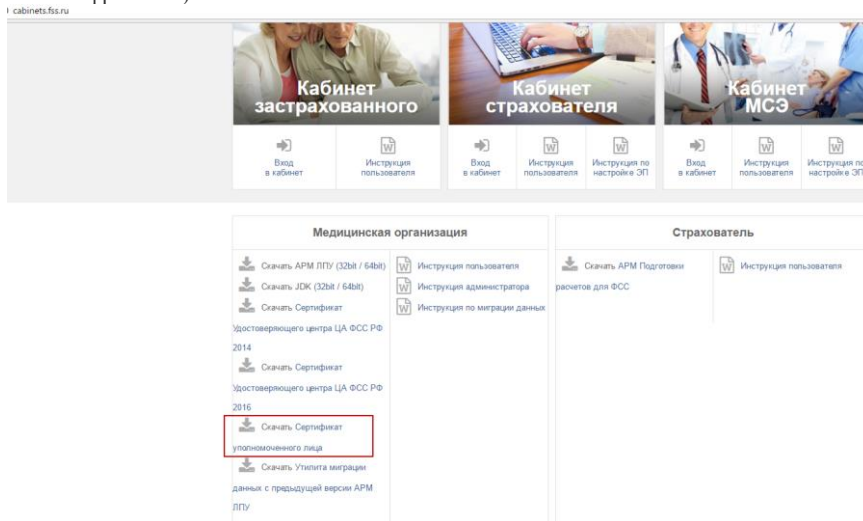 cabinets.fss.ru
Кабинет
застрахованного
Кабинет
страхователя
Кабинет
МСЭ
Вход
в кабинет
Инструкция
пользователя
Вход
в кабинет
Инструкция
пользователя
Инструкция по
настройке ЭП
Вход
в кабинет
Инструкция
пользователя
Инструкция по
настройке ЭП
Медицинская организация
Скачать АРМ ЛПУ (32bit / 64bit)
Скачать JDK (32bit / 64bit)
Скачать Сертификат
Удостоверяющего центра ЦА ФСС РФ
2014
Скачать Сертификат
Удостоверяющего центра ЦА ФСС РФ
2016
Скачать Сертификат
уполномоченного лица
Скачать Утилита миграции
данных с предыдущей версии АРМ
ЛПУ
Инструкция пользователя
Инструкция администратора
Инструкция по миграции данных
Страхователь
Скачать АРМ Подготовки
расчетов для ФСС
Инструкция пользователя